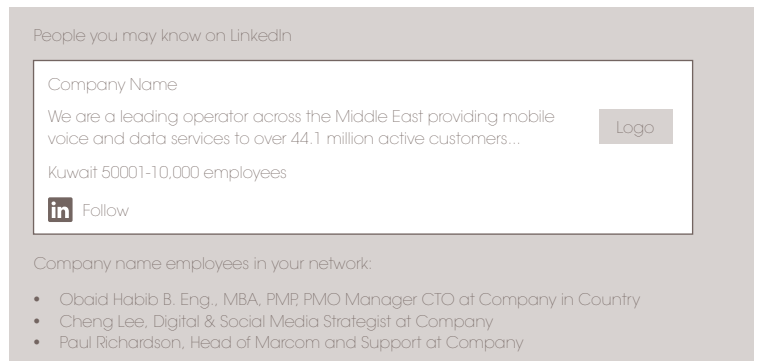 People you may know on LinkedIn
Company Name
We are a leading operator across the Middle East providing mobile
voice and data services to over 44.1 million active customers...
Logo
Kuwait 50001-10,000 employees
in Follow
Company name employees in your network:
• Obaid Habib B. Eng., MBA, PMP, PMO Manager CTO at Company in Country
• Cheng Lee, Digital & Social Media Strategist at Company
• Paul Richardson, Head of Marcom and Support at Company